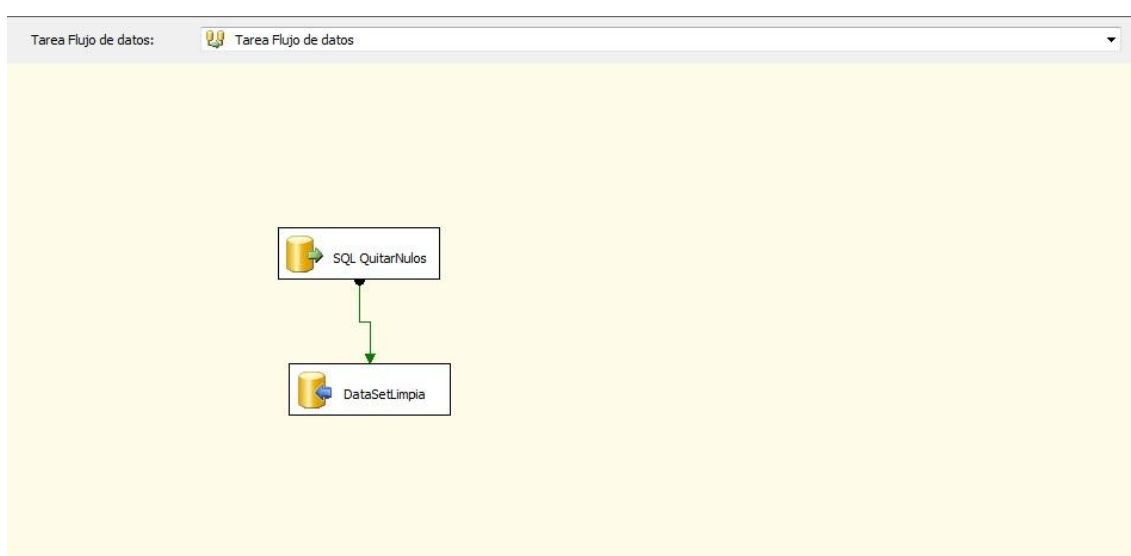 Tarea Flujo de datos: Tarea Flujo de datos
SQL QuitarNulos
DataSetLimpia